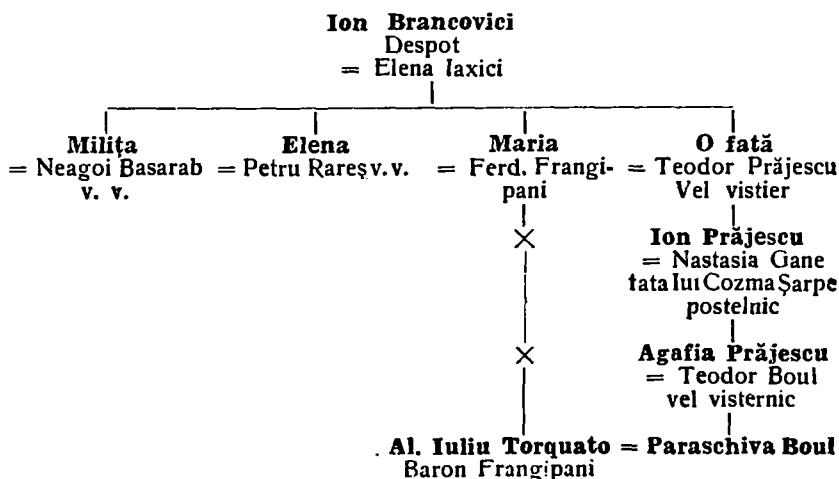 Ion Brancovici
Despot
= Elena Iaxici
Milița
= Neagoi Basarab
v. v.
Elena
= Petru Rareș v. v.
Maria
= Ferd. Frangi-
pani
O fată
= Teodor Prăjescu
Vel vistier
Ion Prăjescu
= Nastasia Gane
fata lui Cozma Șarpe
postelnic
Agafia Prăjescu
= Teodor Boul
vel visternic
Al. Iuliu Torquato = Paraschiva Boul
Baron Frangipani